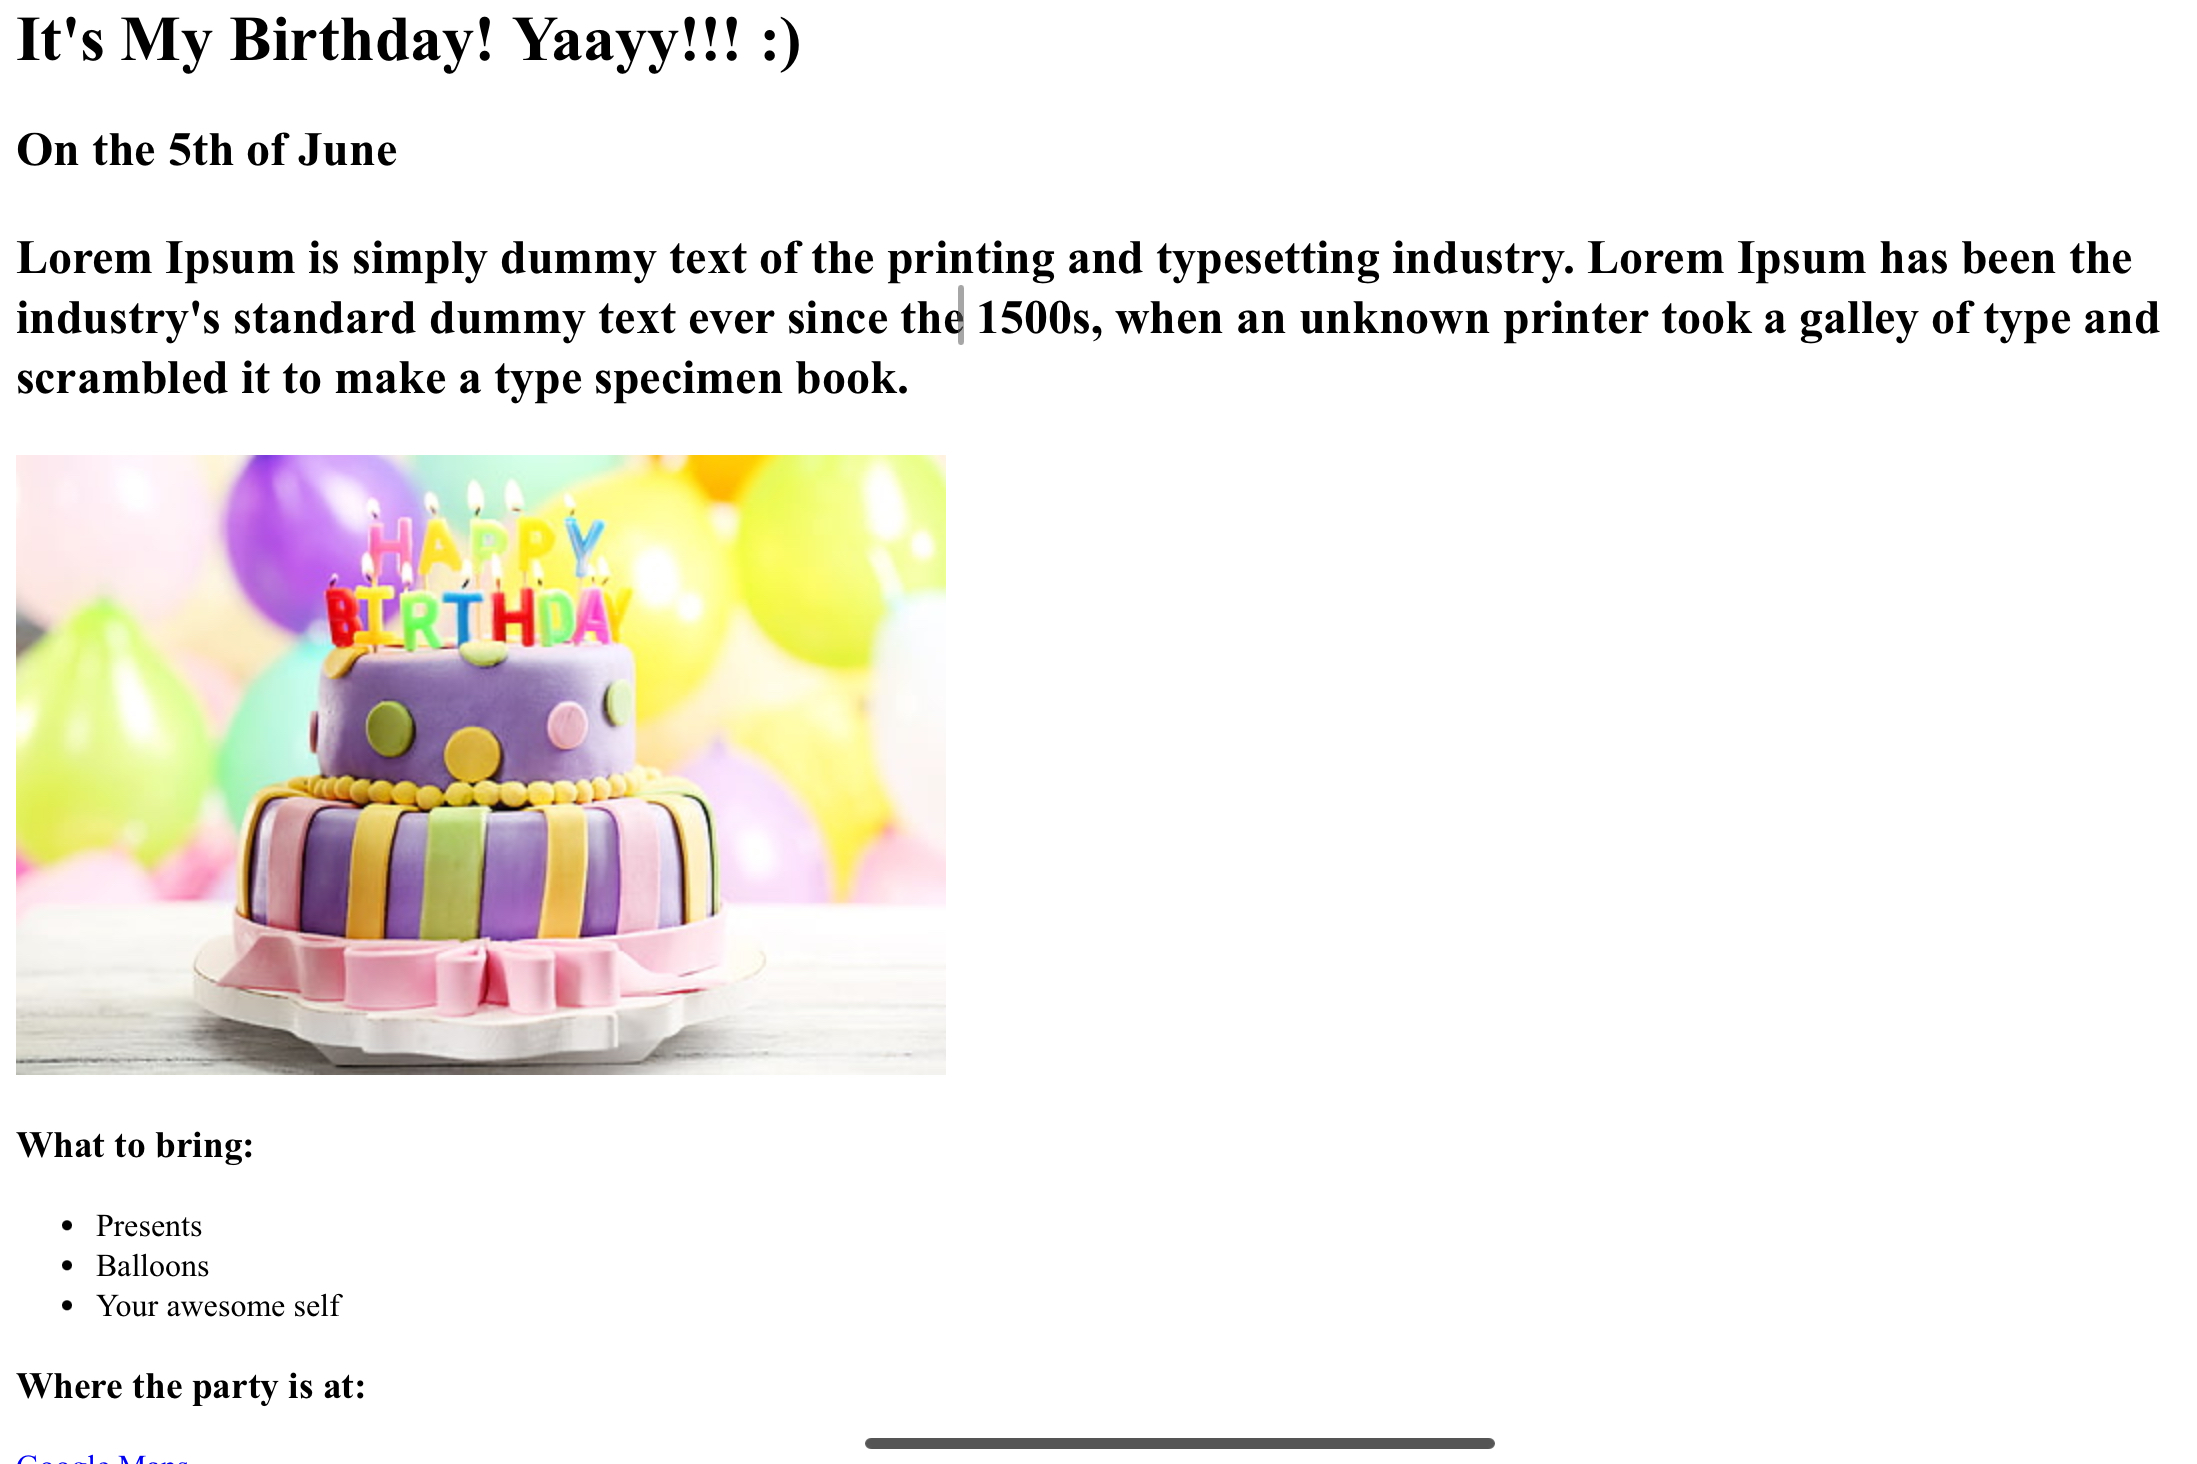 It's My Birthday! Yaayy!!! :)
On the 5th of June
Lorem Ipsum is simply dummy text of the printing and typesetting industry. Lorem Ipsum has been the
industry's standard dummy text ever since the 1500s, when an unknown printer took a galley of type and
scrambled it to make a type specimen book.
HAPPY
BIRTHDAY
What to bring:
Presents
Balloons
Your awesome self
Where the party is at:
Google Maps